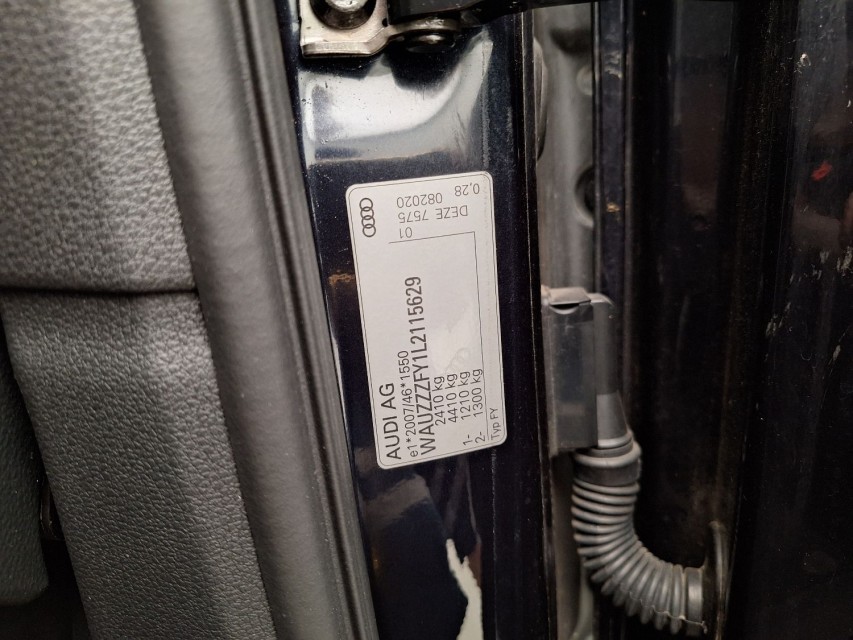 AUDI AG
e1*2007/46*1550
WAUZZZFY1L2115629
2410 kg
4410 kg
1- 1210 kg
2- 1300 kg
Typ FY
01
DEZE 7575
0,28 082020